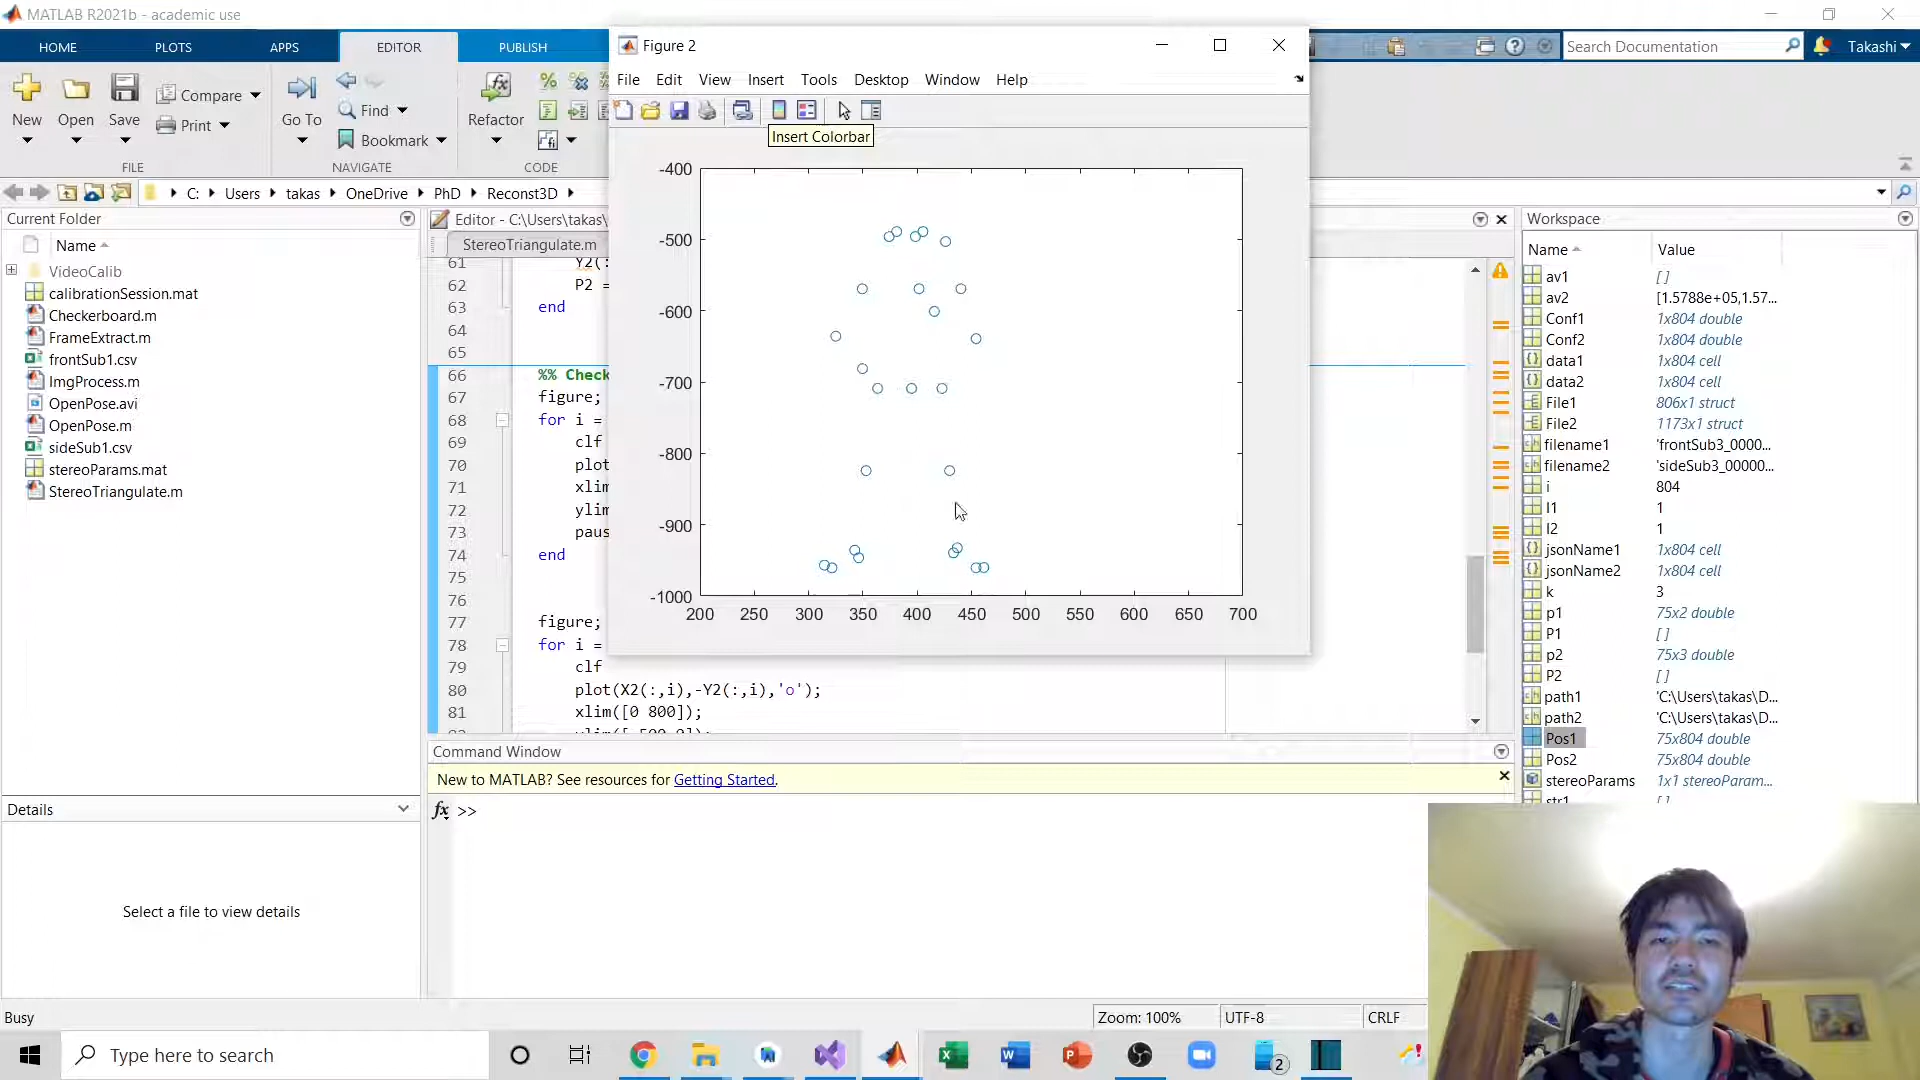 MATLAB R2021b - academic use
HOME
PLOTS
APPS
EDITOR
PUBLISH
Search Documentation
Takashi
New
Open
Save
Compare
Print
FILE
Go To
Find
Bookmark
NAVIGATE
Refactor
CODE
C:
Users
takas
OneDrive
PhD
Reconst3D
Current Folder
Name
VideoCalib
calibrationSession.mat
Checkerboard.m
FrameExtract.m
frontSub1.csv
ImgProcess.m
OpenPose.avi
OpenPose.m
sideSub1.csv
stereoParams.mat
StereoTriangulate.m
Details
Select a file to view details
Editor - C:\Users\takas\
StereoTriangulate.m
61 Y2(:
62 P2 =
63 end
64
65
66 %% Check
67 figure;
68 for i =
69 clf
70 plot
71 xlim
72 ylim
73 paus
74 end
75
76
77 figure;
78 for i =
79 clf
80 plot(X2(:,i),-Y2(:,i),'o');
81 xlim([0 800]);
Figure 2
File Edit View Insert Tools Desktop Window Help
Insert Colorbar
-400
-500
-600
-700
-800
-900
-1000
200 250 300 350 400 450 500 550 600 650 700
Command Window
New to MATLAB? See resources for Getting Started.
fx >>
Workspace
Name Value
av1 []
av2 [1.5788e+05,1.57...
Conf1 1x804 double
Conf2 1x804 double
data1 1x804 cell
data2 1x804 cell
File1 806x1 struct
File2 1173x1 struct
filename1 'frontSub3_0000...
filename2 'sideSub3_00000...
i 804
I1 1
I2 1
jsonName1 1x804 cell
jsonName2 1x804 cell
k 3
p1 75x2 double
P1 []
p2 75x3 double
P2 []
path1 'C:\Users\takas\D...
path2 'C:\Users\takas\D...
Pos1 75x804 double
Pos2 75x804 double
stereoParams 1x1 stereoParam...
Busy
Zoom: 100%
UTF-8
CRLF
Type here to search
2